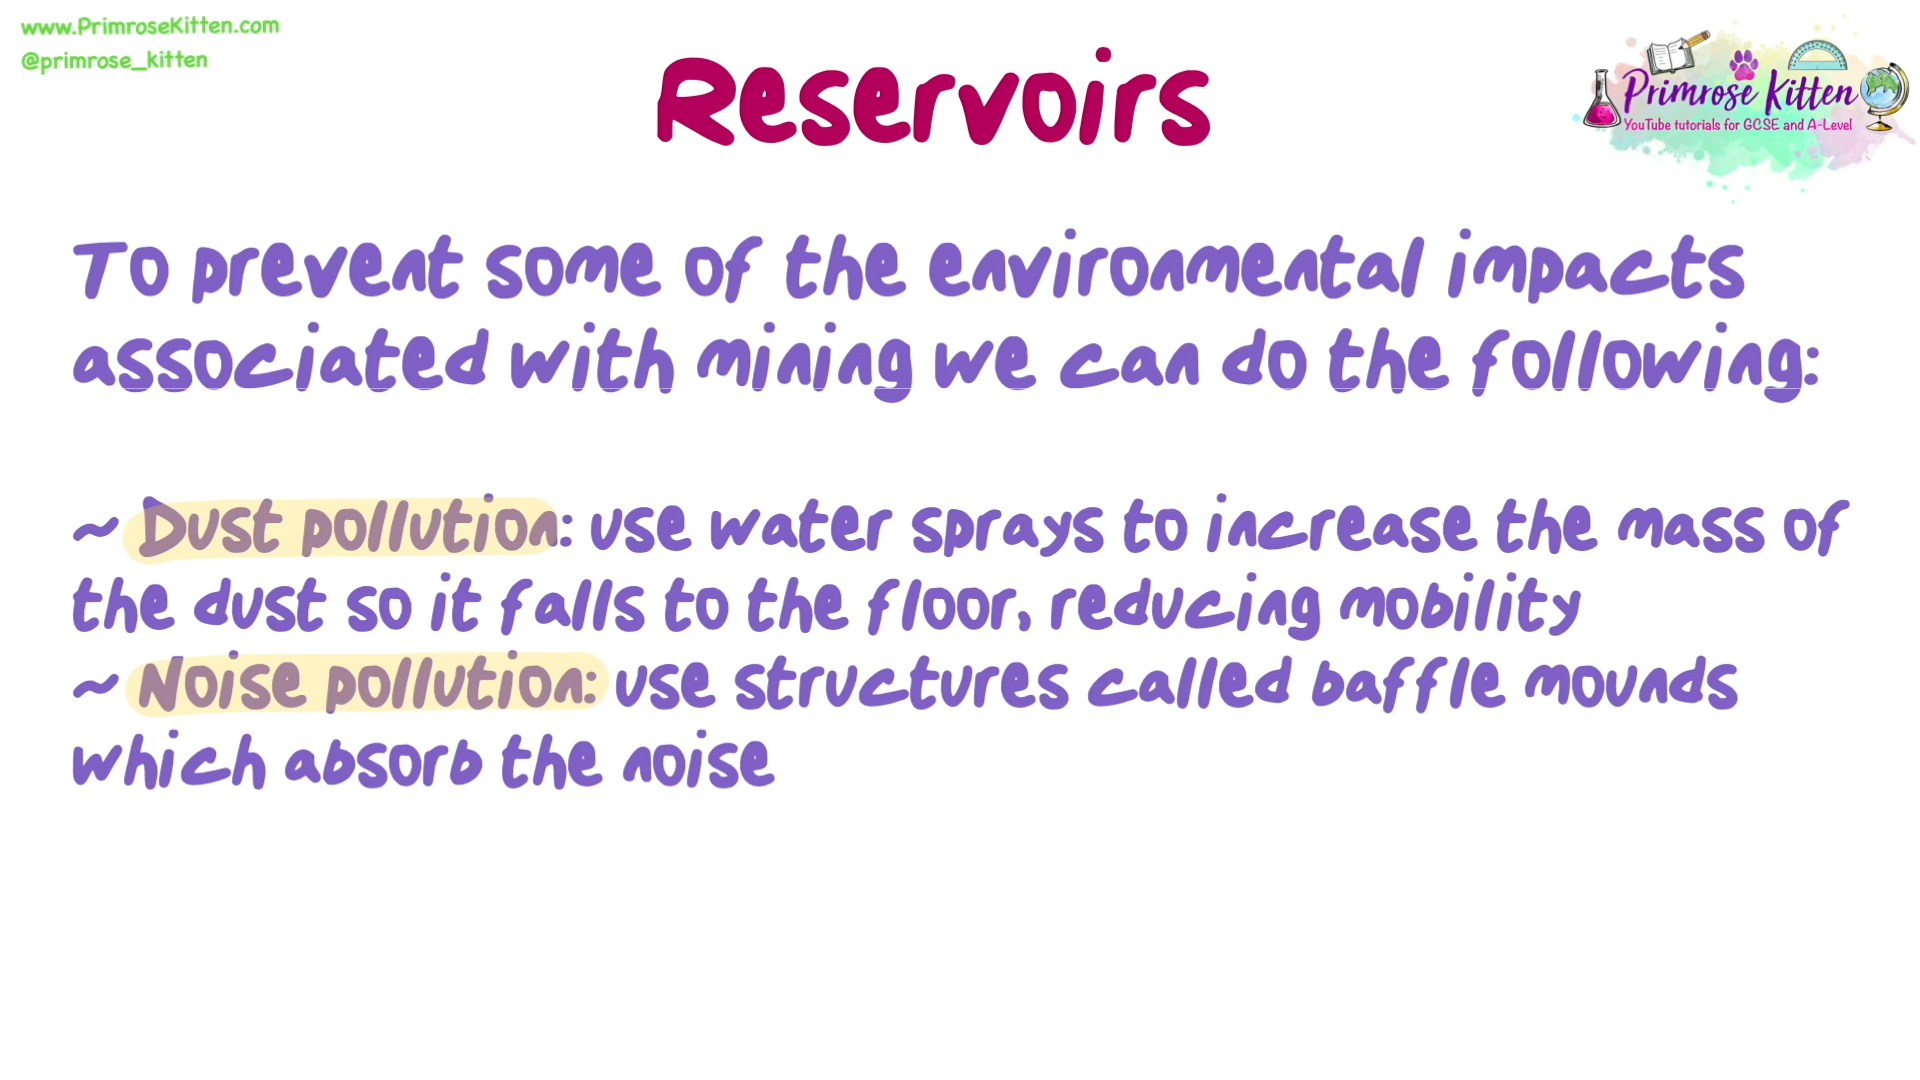 www.PrimroseKitten.com
@primrose_kitten
Reservoirs
Primrose Kitten
YouTube tutorials for GCSE and A-Level
To prevent some of the environmental impacts
associated with mining we can do the following:
~ Dust pollution: use water sprays to increase the mass of
the dust so it falls to the floor, reducing mobility
~ Noise pollution: use structures called baffle mounds
which absorb the noise